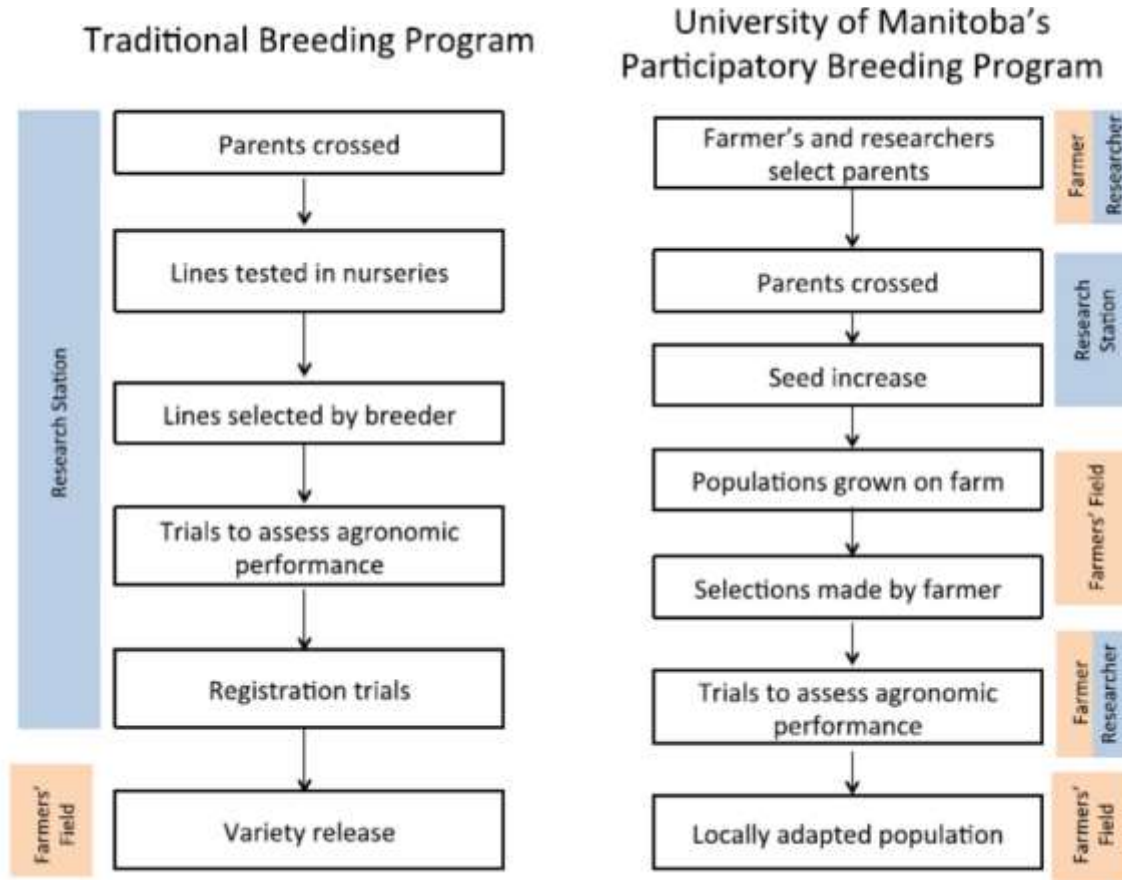 Traditional Breeding Program
Research Station
Parents crossed
Lines tested in nurseries
Lines selected by breeder
Trials to assess agronomic
performance
Registration trials
Farmers'
Field
Variety release
University of Manitoba's
Participatory Breeding Program
Farmer's and researchers
select parents
Farmer
Researcher
Parents crossed
Seed increase
Research
Station
Populations grown on farm
Selections made by farmer
Farmers' Field
Trials to assess agronomic
performance
Farmer
Researcher
Locally adapted population
Farmers'
Field